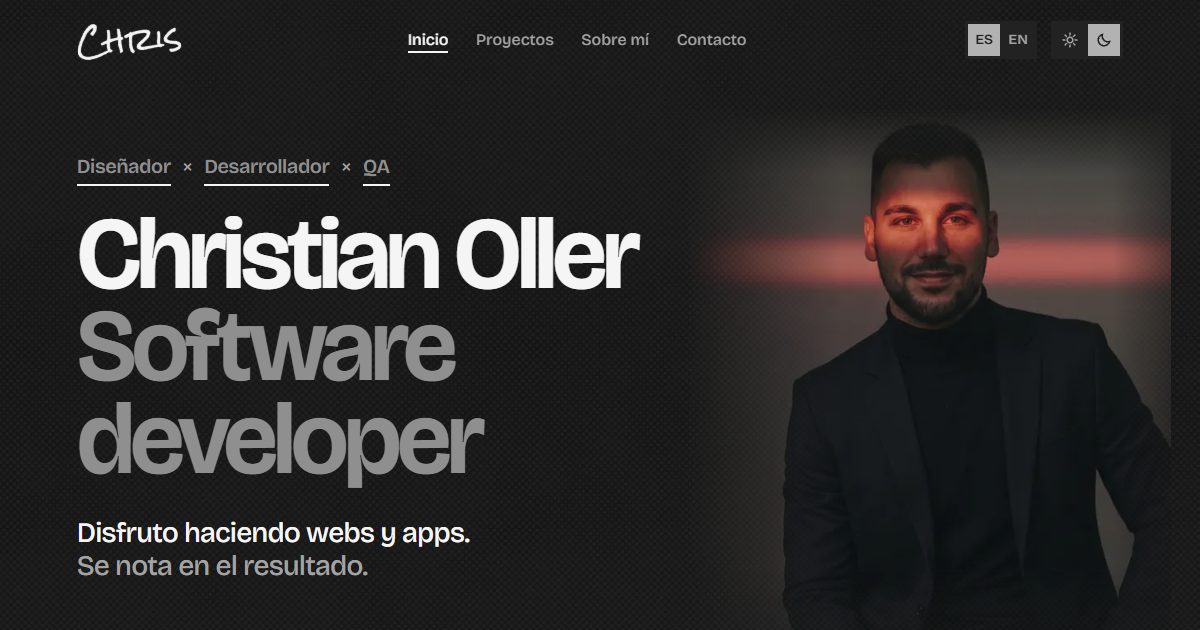 CHRIS
Inicio Proyectos Sobre mí Contacto
ES EN
Diseñador × Desarrollador × QA
Christian Oller
Software
developer
Disfruto haciendo webs y apps.
Se nota en el resultado.